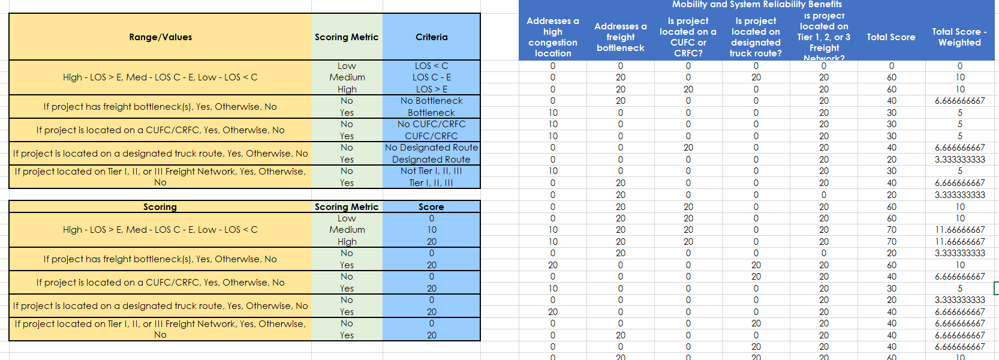 Range/Values Scoring Metric Criteria
High - LOS > E, Med - LOS C - E, Low - LOS < C
Low LOS < C
Medium LOS C - E
High LOS > E
If project has freight bottleneck(s), Yes, Otherwise, No
No No Bottleneck
Yes Bottleneck
If project is located on a CUFC/CRFC, Yes, Otherwise, No
No No CUFC/CRFC
Yes CUFC/CRFC
If project is located on a designated truck route, Yes, Otherwise, No
No No Designated Route
Yes Designated Route
If project located on Tier I, II, or III Freight Network, Yes, Otherwise,
No
No Not Tier I, II, III
Yes Tier I, II, III
Scoring Scoring Metric Score
High - LOS > E, Med - LOS C - E, Low - LOS < C
Low 0
Medium 10
High 20
If project has freight bottleneck(s), Yes, Otherwise, No
No 0
Yes 20
If project is located on a CUFC/CRFC, Yes, Otherwise, No
No 0
Yes 20
If project is located on a designated truck route, Yes, Otherwise, No
No 0
Yes 20
If project located on Tier I, II, or III Freight Network, Yes, Otherwise,
No
No 0
Yes 20
Mobility and System Reliability Benefits
Addresses a
high
congestion
location
Addresses a
freight
bottleneck
Is project
located on a
CUFC or
CRFC?
Is project
located on
designated
truck route?
Is project
located on
Tier 1, 2, or 3
Freight
Network?
Total Score
Total Score -
Weighted
0 0 0 0 0 0 0
0 20 0 20 20 60 10
0 20 20 0 20 60 10
0 20 0 0 20 40 6.666666667
10 0 0 0 20 30 5
10 0 0 0 20 30 5
10 0 0 0 20 30 5
0 0 20 0 20 40 6.666666667
0 0 0 0 20 20 3.333333333
10 0 0 0 20 30 5
0 20 0 0 20 40 6.666666667
0 20 0 0 0 20 3.333333333
0 20 20 0 20 60 10
0 20 20 0 20 60 10
10 20 20 0 20 70 11.66666667
10 20 20 0 20 70 11.66666667
0 20 0 0 0 20 3.333333333
20 0 0 20 20 60 10
0 0 0 20 20 40 6.666666667
10 0 0 0 20 30 5
0 0 0 0 20 20 3.333333333
20 0 0 0 20 40 6.666666667
0 0 0 20 20 40 6.666666667
0 20 0 0 20 40 6.666666667
0 0 0 20 20 40 6.666666667
0 20 0 20 20 60 10